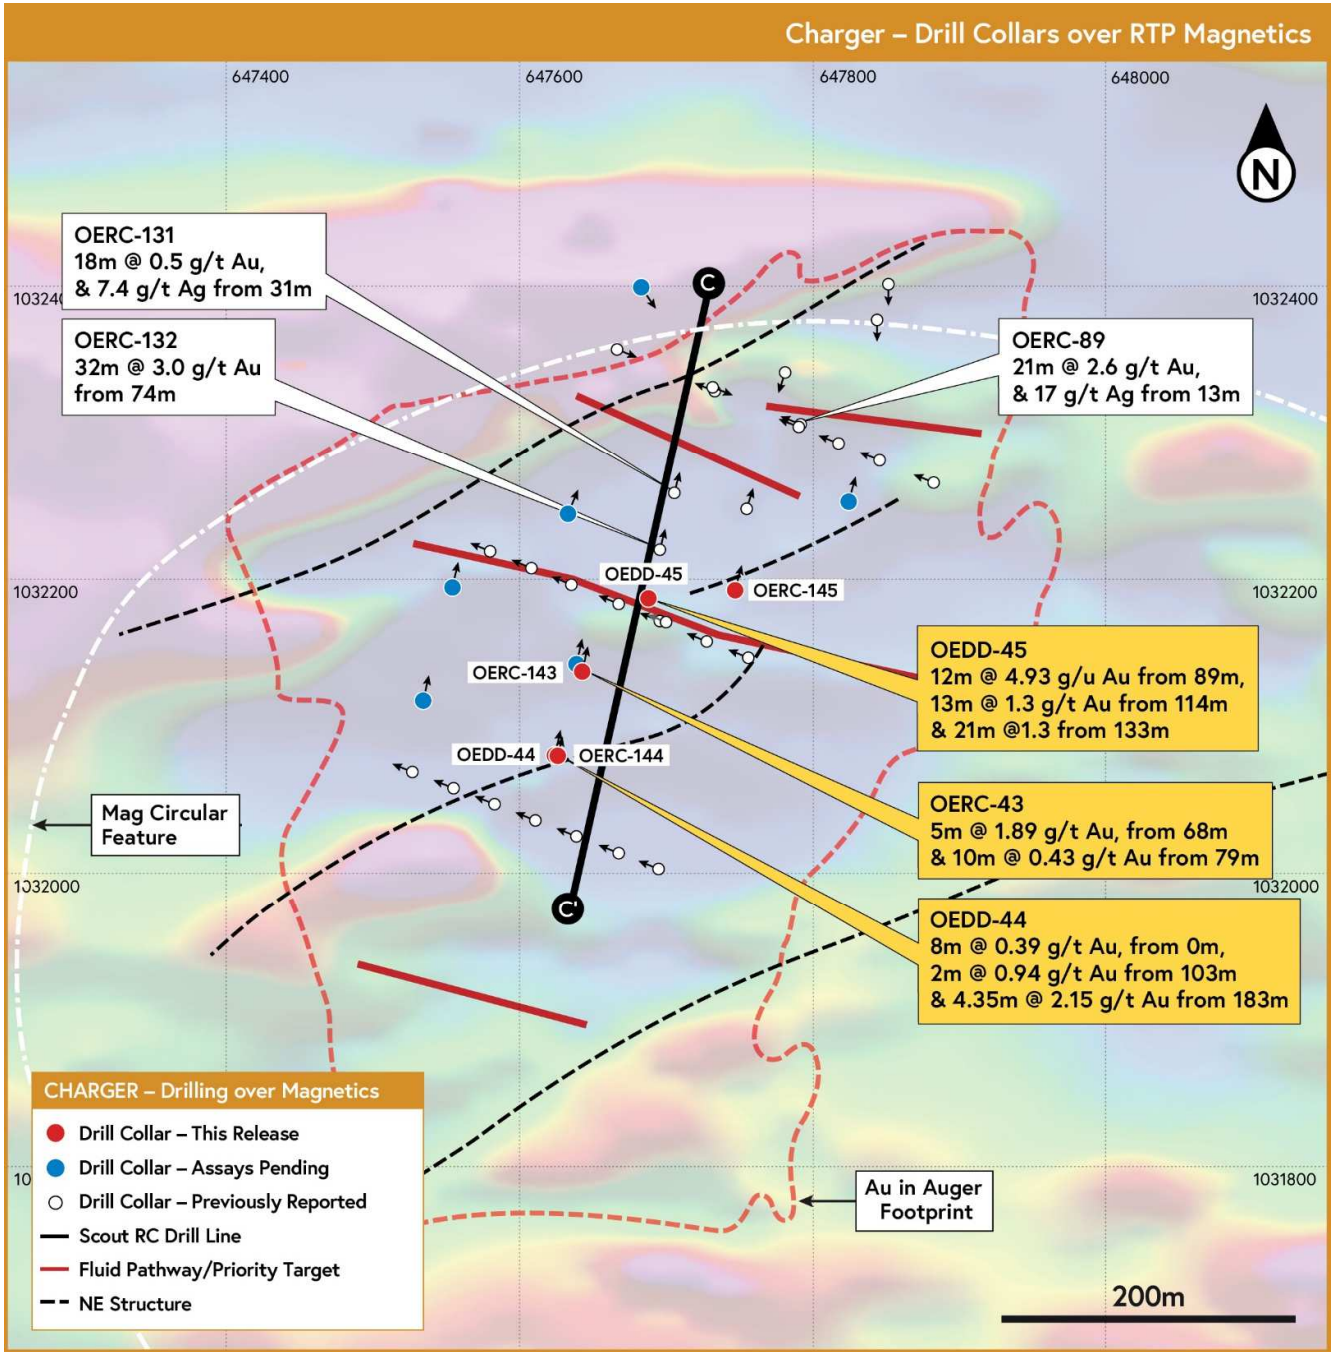 Charger – Drill Collars over RTP Magnetics
647400
647600
647800
648000
N
OERC-131
18m @ 0.5 g/t Au,
& 7.4 g/t Ag from 31m
C
103240
1032400
OERC-132
32m @ 3.0 g/t Au
from 74m
OERC-89
21m @ 2.6 g/t Au,
& 17 g/t Ag from 13m
OEDD-45
1032200
OERC-145
1032200
OERC-143
OEDD-45
12m @ 4.93 g/u Au from 89m,
13m @ 1.3 g/t Au from 114m
& 21m @1.3 from 133m
OEDD-44
OERC-144
Mag Circular
Feature
OERC-43
5m @ 1.89 g/t Au, from 68m
& 10m @ 0.43 g/t Au from 79m
1032000
1032000
C'
OEDD-44
8m @ 0.39 g/t Au, from 0m,
2m @ 0.94 g/t Au from 103m
& 4.35m @ 2.15 g/t Au from 183m
CHARGER – Drilling over Magnetics
Drill Collar – This Release
Drill Collar – Assays Pending
Drill Collar – Previously Reported
Scout RC Drill Line
Fluid Pathway/Priority Target
NE Structure
10
1031800
Au in Auger
Footprint
200m